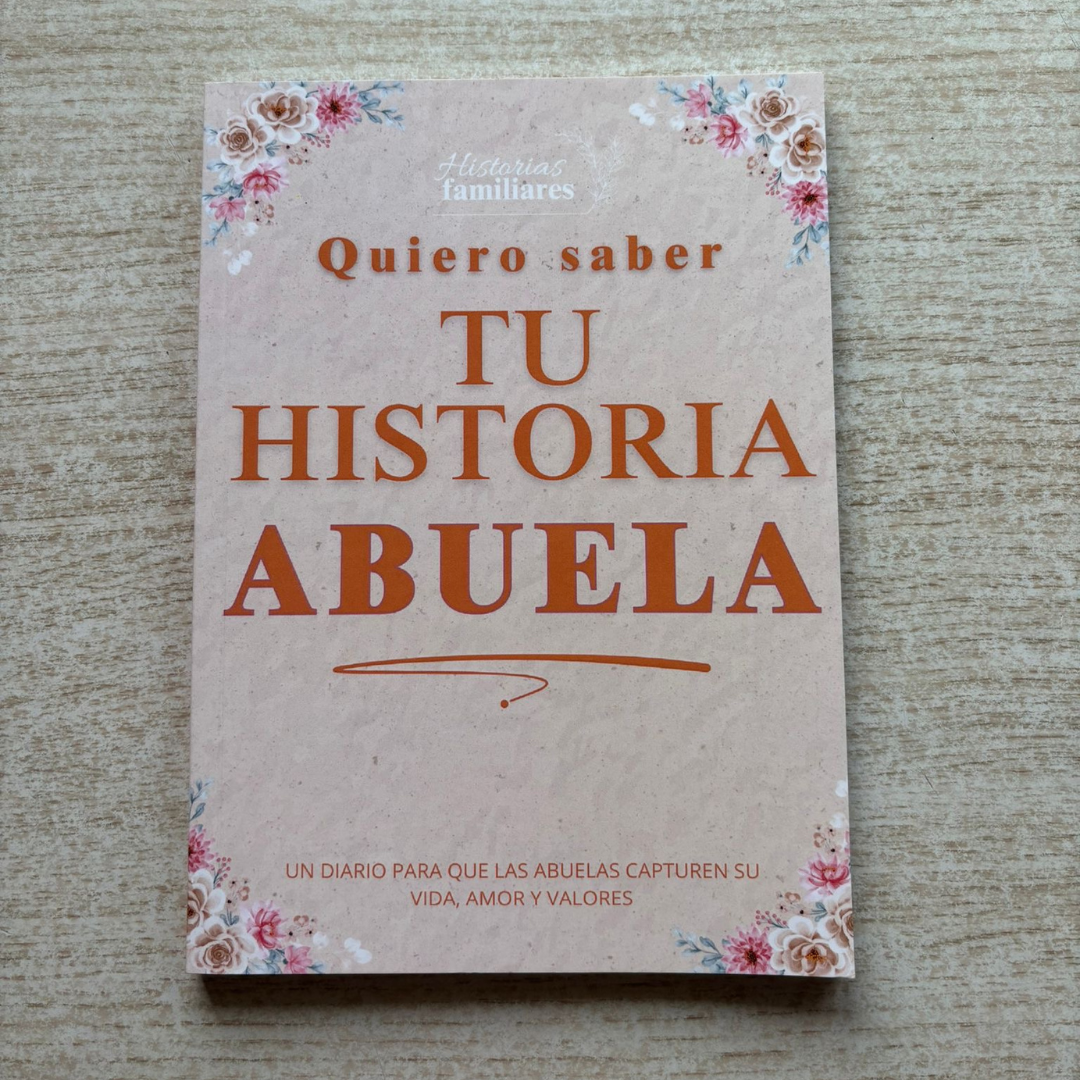 Historias
familiares
Quiero saber
TU
HISTORIA
ABUELA
UN DIARIO PARA QUE LAS ABUELAS CAPTUREN SU
VIDA, AMOR Y VALORES